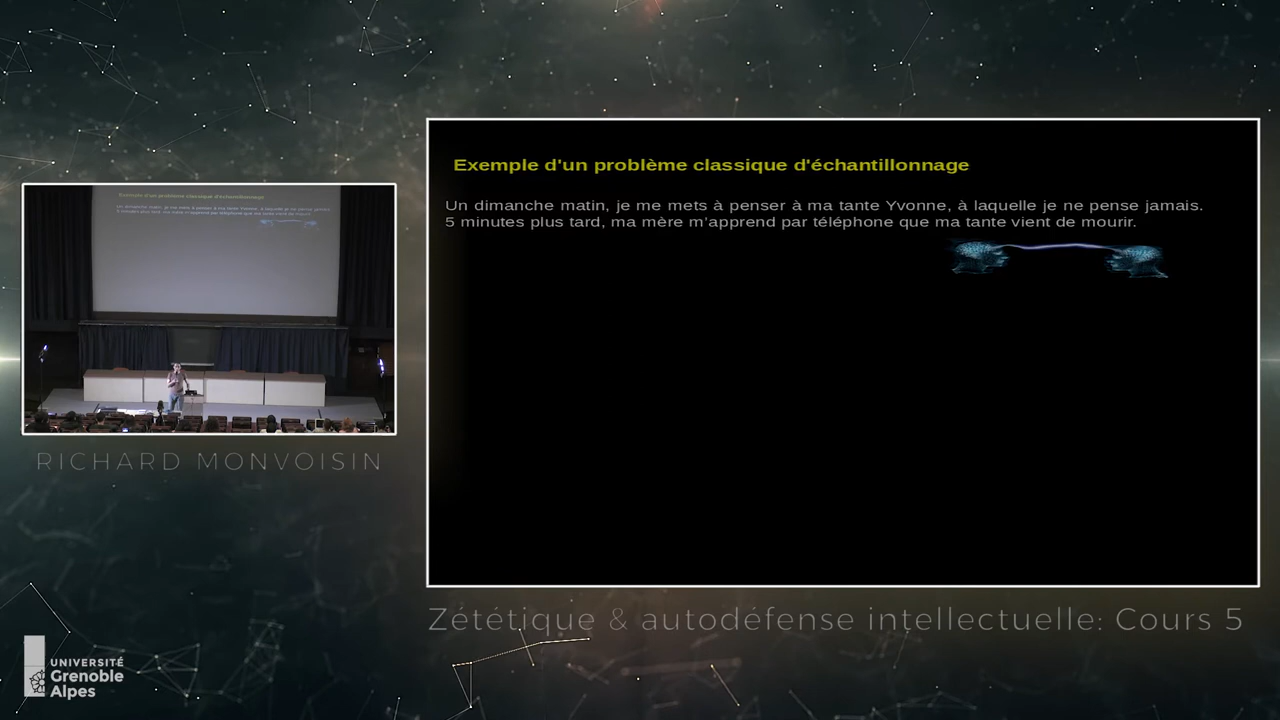 Exemple d'un problème classique d'échantillonnage
Un dimanche matin, je me mets à penser à ma tante Yvonne, à laquelle je ne pense jamais.
5 minutes plus tard, ma mère m'apprend par téléphone que ma tante vient de mourir.
RICHARD MONVOISIN
Zététique & autodéfense intellectuelle: Cours 5
UNIVERSITÉ
Grenoble
Alpes